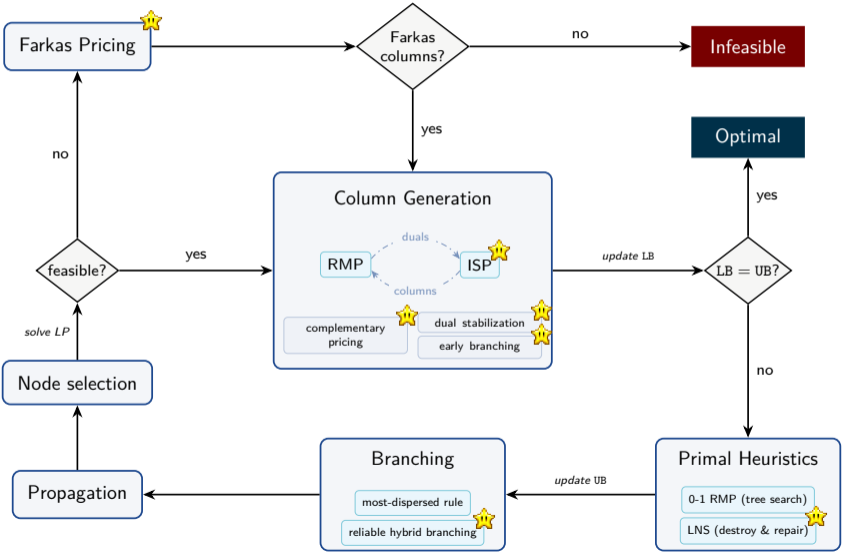 Farkas Pricing
Farkas
columns?
no
Infeasible
Optimal
yes
no
yes
Column Generation
duals
RMP
ISP
columns
complementary
pricing
dual stabilization
early branching
feasible?
yes
update LB
LB = UB?
solve LP
Node selection
no
Propagation
Branching
most-dispersed rule
reliable hybrid branching
update UB
Primal Heuristics
0-1 RMP (tree search)
LNS (destroy & repair)